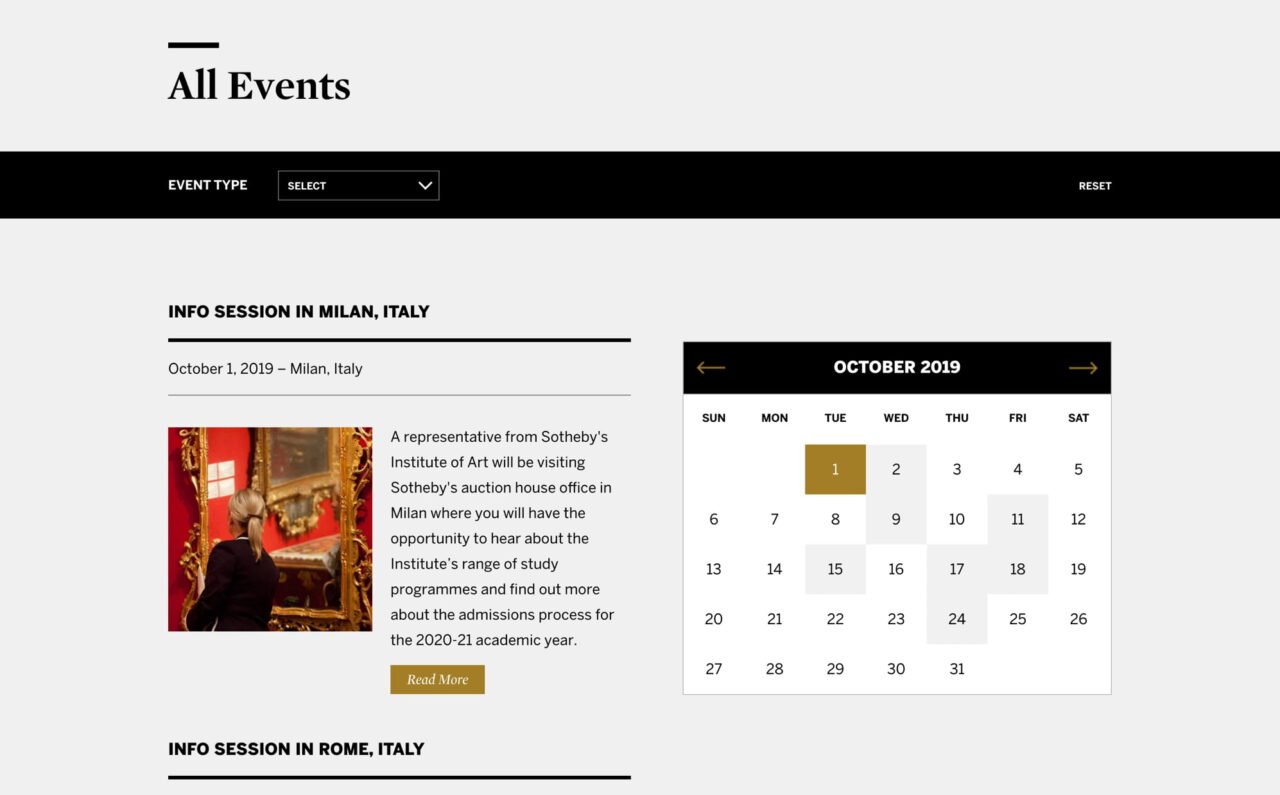 All Events
EVENT TYPE
SELECT
RESET
INFO SESSION IN MILAN, ITALY
October 1, 2019 – Milan, Italy
A representative from Sotheby's
Institute of Art will be visiting
Sotheby's auction house office in
Milan where you will have the
opportunity to hear about the
Institute’s range of study
programmes and find out more
about the admissions process for
the 2020-21 academic year.
Read More
INFO SESSION IN ROME, ITALY
OCTOBER 2019
SUN MON TUE WED THU FRI SAT
1 2 3 4 5
6 7 8 9 10 11 12
13 14 15 16 17 18 19
20 21 22 23 24 25 26
27 28 29 30 31